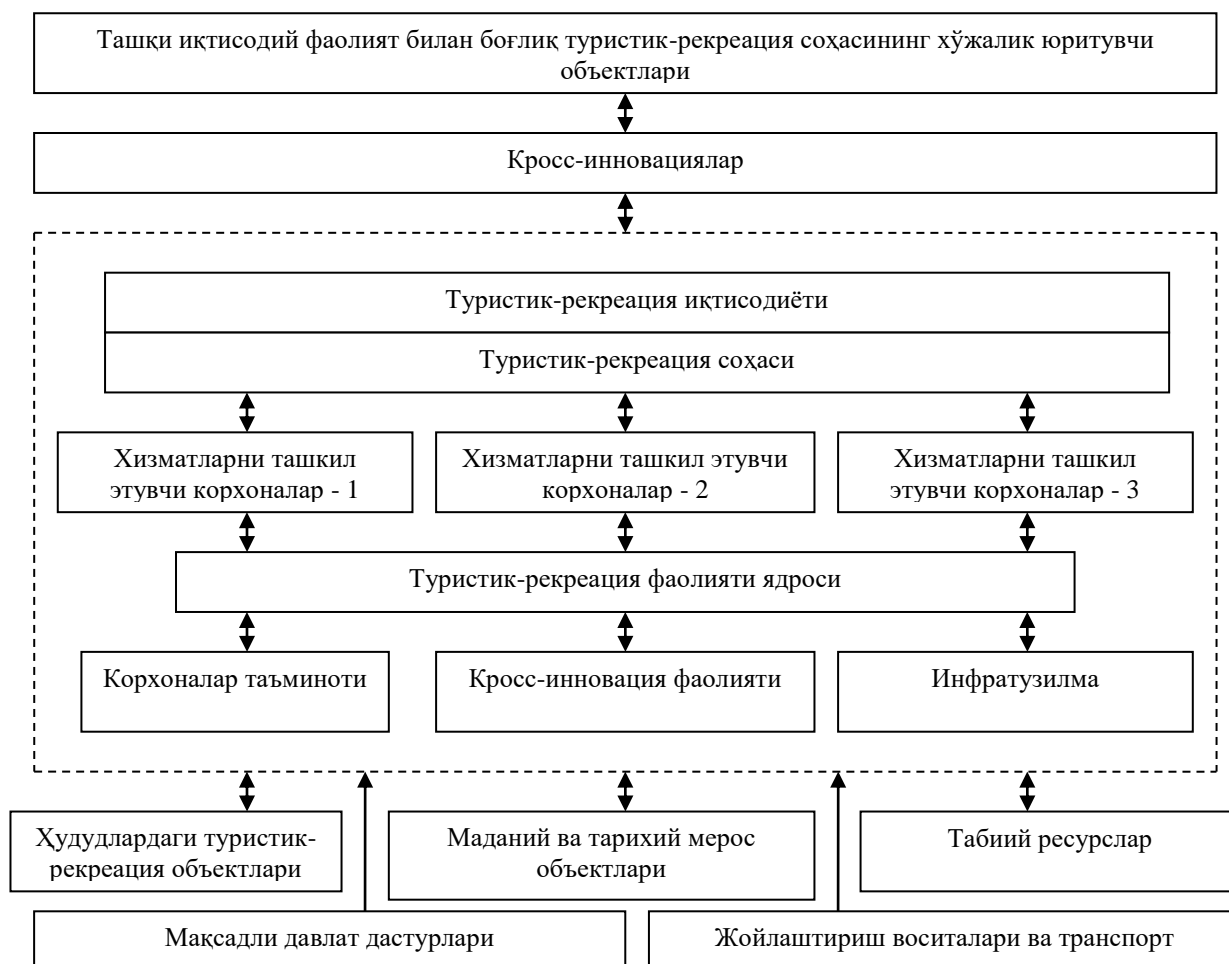 Ташқи иқтисодий фаолият билан боғлиқ туристик-рекреация соҳасининг хўжалик юритувчи
объектлари
Кросс-инновациялар
Туристик-рекреация иқтисодиёти
Туристик-рекреация соҳаси
Хизматларни ташкил
этувчи корхоналар - 1
Хизматларни ташкил этувчи
корхоналар - 2
Хизматларни ташкил
этувчи корхоналар - 3
Туристик-рекреация фаолияти ядроси
Корхоналар таъминоти
Кросс-инновация фаолияти
Инфратузилма
Ҳудудлардаги туристик-
рекреация объектлари
Маданий ва тарихий мерос
объектлари
Табиий ресурслар
Мақсадли давлат дастурлари
Жойлаштириш воситалари ва транспорт